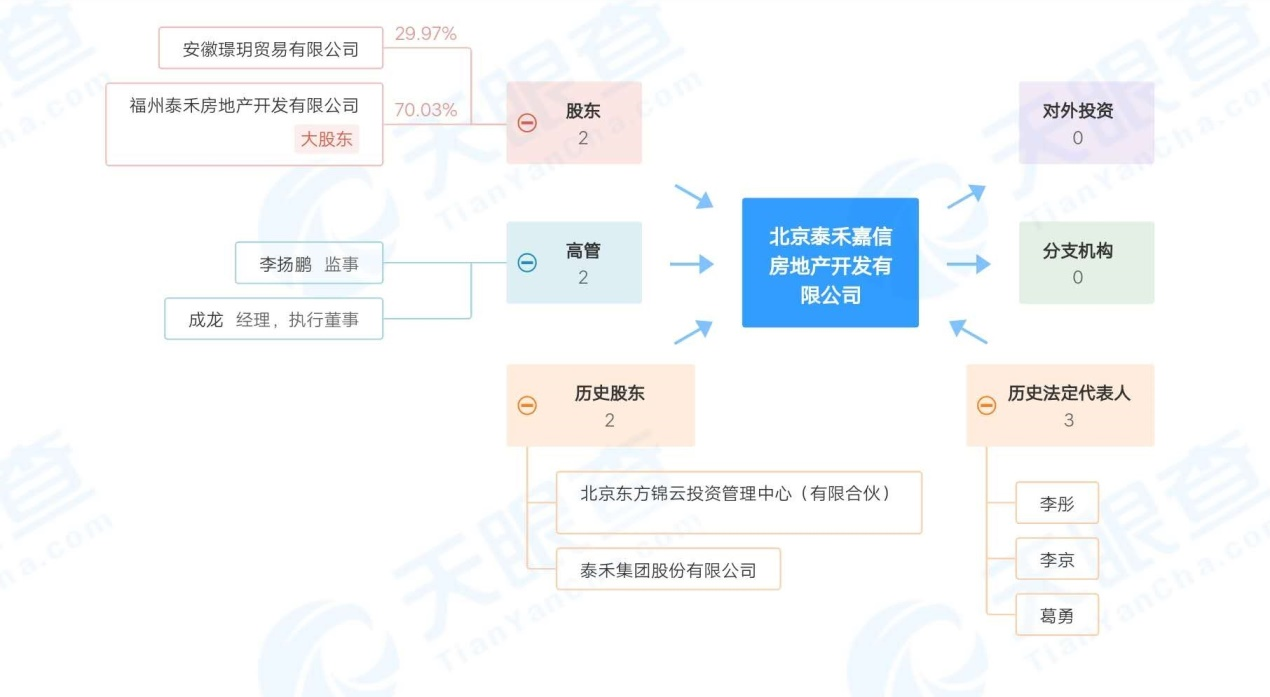 安徽璟玥贸易有限公司
29.97%
福州泰禾房地产开发有限公司
大股东
70.03%
股东
2
对外投资
0
李扬鹏 监事
成龙 经理，执行董事
高管
2
北京泰禾嘉信
房地产开发有
限公司
分支机构
0
历史股东
2
北京东方锦云投资管理中心（有限合伙）
泰禾集团股份有限公司
历史法定代表人
3
李彤
李京
葛勇
天眼查
TianYanCha.com